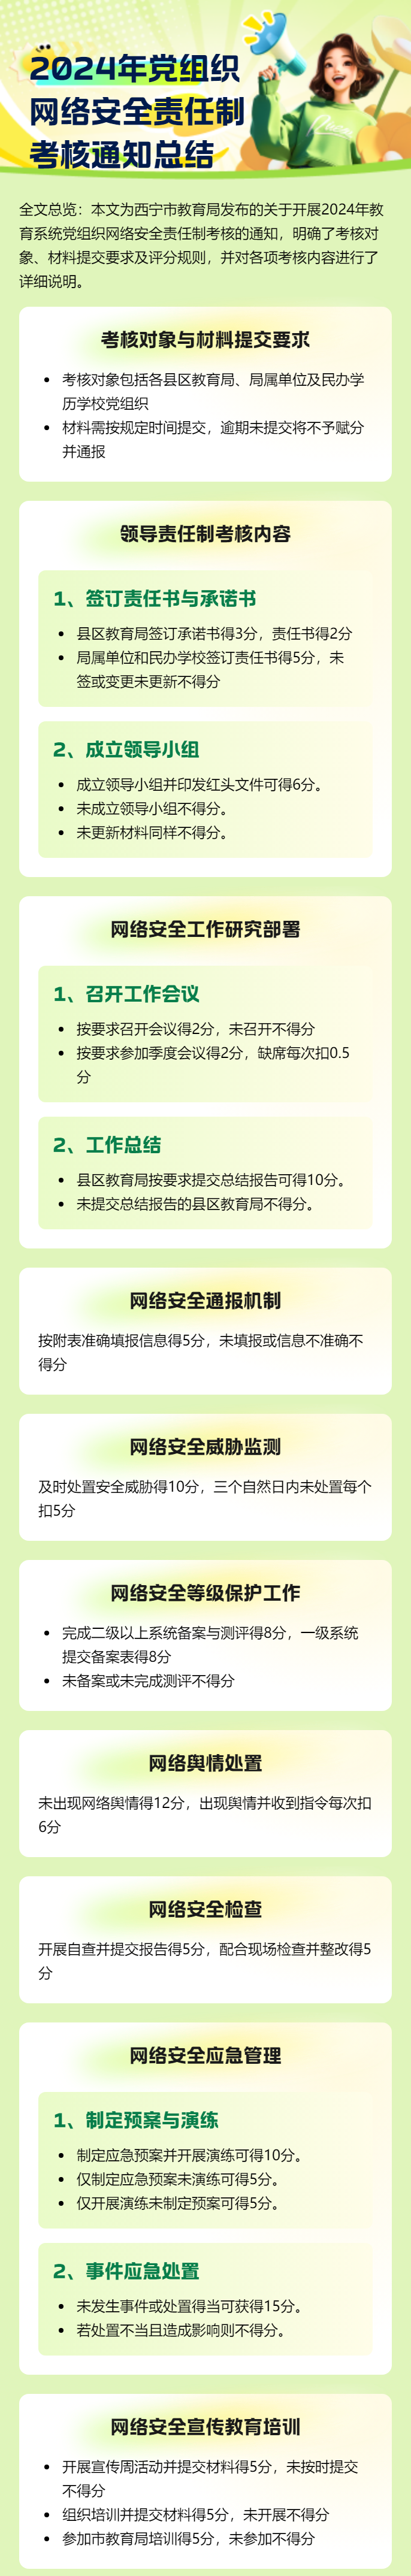 2024年党组织
网络安全责任制
考核通知总结
全文总览：本文为西宁市教育局发布的关于开展2024年教
育系统党组织网络安全责任制考核的通知，明确了考核对
象、材料提交要求及评分规则，并对各项考核内容进行了
详细说明。
考核对象与材料提交要求
• 考核对象包括各县区教育局、局属单位及民办学
历学校党组织
• 材料需按规定时间提交，逾期未提交将不予赋分
并通报
领导责任制考核内容
1、签订责任书与承诺书
• 县区教育局签订承诺书得3分，责任书得2分
• 局属单位和民办学校签订责任书得5分，未
签或变更未更新不得分
2、成立领导小组
• 成立领导小组并印发红头文件可得6分。
• 未成立领导小组不得分。
• 未更新材料同样不得分。
网络安全工作研究部署
1、召开工作会议
• 按要求召开会议得2分，未召开不得分
• 按要求参加季度会议得2分，缺席每次扣0.5
分
2、工作总结
• 县区教育局按要求提交总结报告可得10分。
• 未提交总结报告的县区教育局不得分。
网络安全通报机制
按附表准确填报信息得5分，未填报或信息不准确不
得分
网络安全威胁监测
及时处置安全威胁得10分，三个自然日内未处置每个
扣5分
网络安全等级保护工作
• 完成二级以上系统备案与测评得8分，一级系统
提交备案表得8分
• 未备案或未完成测评不得分
网络舆情处置
未出现网络舆情得12分，出现舆情并收到指令每次扣
6分
网络安全检查
开展自查并提交报告得5分，配合现场检查并整改得5
分
网络安全应急管理
1、制定预案与演练
• 制定应急预案并开展演练可得10分。
• 仅制定应急预案未演练可得5分。
• 仅开展演练未制定预案可得5分。
2、事件应急处置
• 未发生事件或处置得当可获得15分。
• 若处置不当且造成影响则不得分。
网络安全宣传教育培训
• 开展宣传周活动并提交材料得5分，未按时提交
不得分
• 组织培训并提交材料得5分，未开展不得分
• 参加市教育局培训得5分，未参加不得分